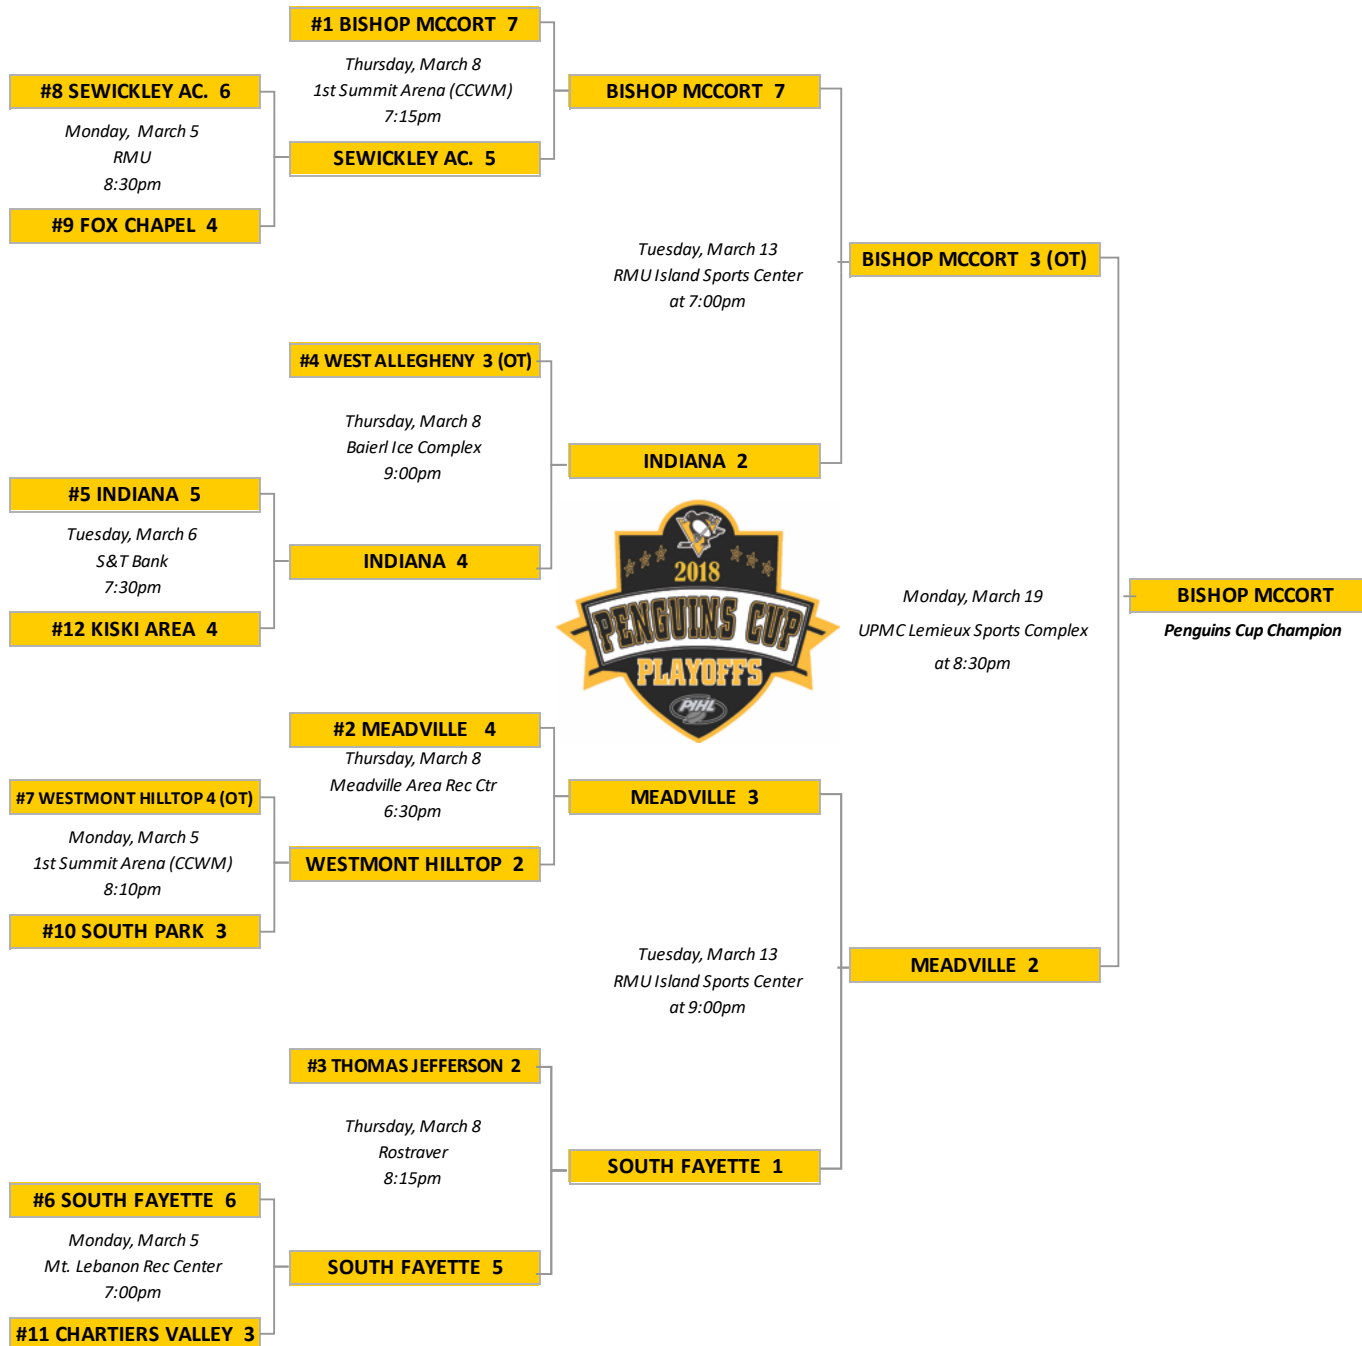 #1 BISHOP MCCORT 7
Thursday, March 8
1st Summit Arena (CCWM)
7:15pm
#8 SEWICKLEY AC. 6
Monday, March 5
RMU
8:30pm
#9 FOX CHAPEL 4
SEWICKLEY AC. 5
BISHOP MCCORT 7
Tuesday, March 13
RMU Island Sports Center
at 7:00pm
BISHOP MCCORT 3 (OT)
#4 WEST ALLEGHENY 3 (OT)
Thursday, March 8
Baierl Ice Complex
9:00pm
INDIANA 2
#5 INDIANA 5
Tuesday, March 6
S&T Bank
7:30pm
#12 KISKI AREA 4
INDIANA 4
2018
PENGUINS CUP
PLAYOFFS
PIHL
Monday, March 19
UPMC Lemieux Sports Complex
at 8:30pm
BISHOP MCCORT
Penguins Cup Champion
#2 MEADVILLE 4
Thursday, March 8
Meadville Area Rec Ctr
6:30pm
MEADVILLE 3
#7 WESTMONT HILLTOP 4 (OT)
Monday, March 5
1st Summit Arena (CCWM)
8:10pm
#10 SOUTH PARK 3
WESTMONT HILLTOP 2
Tuesday, March 13
RMU Island Sports Center
at 9:00pm
MEADVILLE 2
#3 THOMAS JEFFERSON 2
Thursday, March 8
Rostraver
8:15pm
SOUTH FAYETTE 1
#6 SOUTH FAYETTE 6
Monday, March 5
Mt. Lebanon Rec Center
7:00pm
#11 CHARTIERS VALLEY 3
SOUTH FAYETTE 5